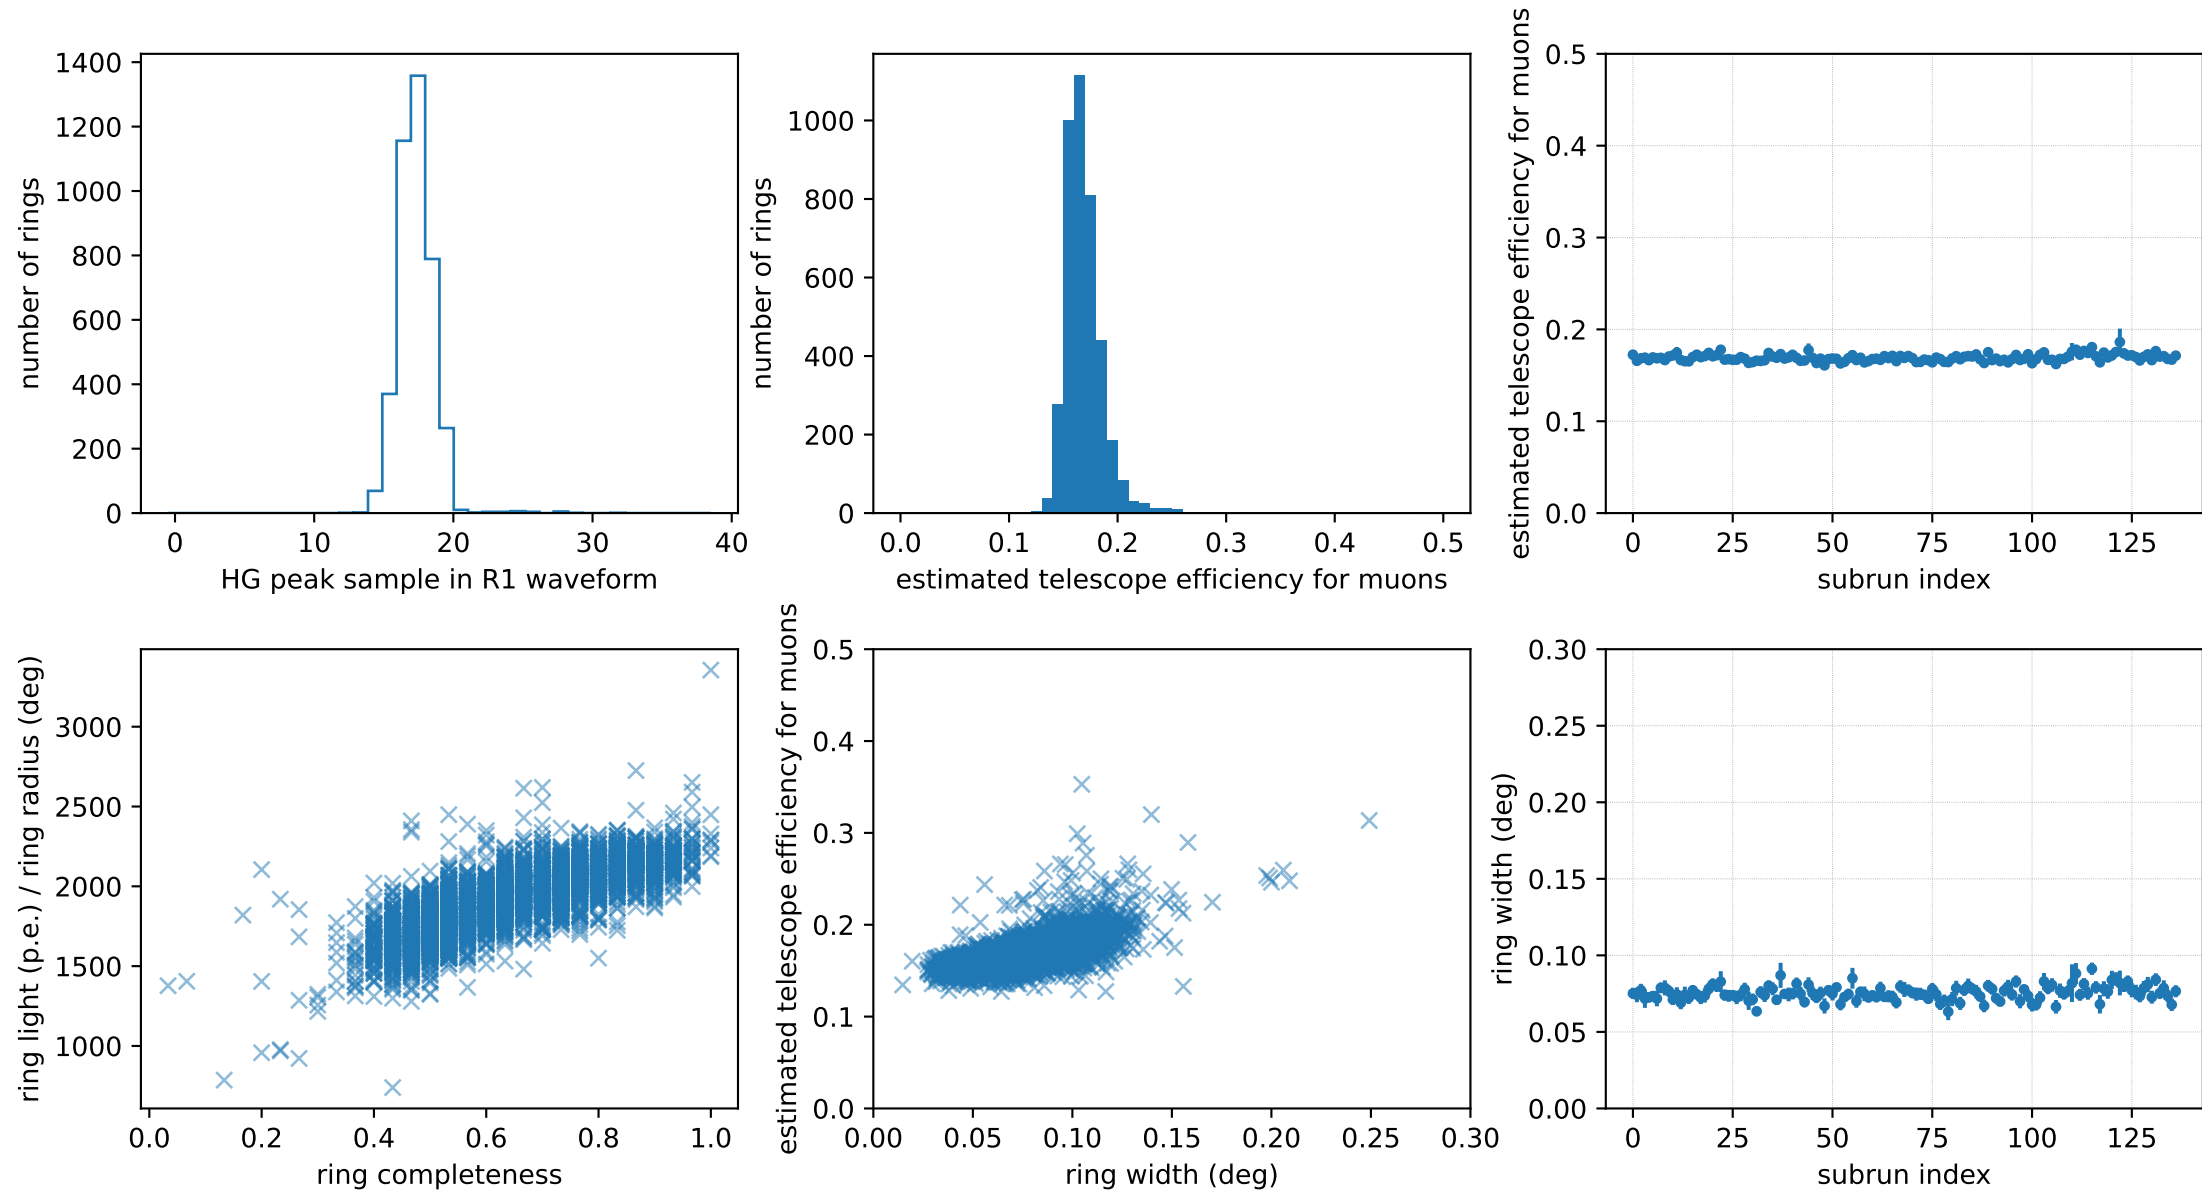 number of rings
1400
1200
1000
800
600
400
200
0
0 10 20 30 40
HG peak sample in R1 waveform
number of rings
1000
800
600
400
200
0
0.0 0.1 0.2 0.3 0.4 0.5
estimated telescope efficiency for muons
estimated telescope efficiency for muons
0.5
0.4
0.3
0.2
0.1
0.0
0 25 50 75 100 125
subrun index
ring light (p.e.) / ring radius (deg)
3000
2500
2000
1500
1000
0.0 0.2 0.4 0.6 0.8 1.0
ring completeness
estimated telescope efficiency for muons
0.5
0.4
0.3
0.2
0.1
0.0
0.00 0.05 0.10 0.15 0.20 0.25 0.30
ring width (deg)
ring width (deg)
0.30
0.25
0.20
0.15
0.10
0.05
0.00
0 25 50 75 100 125
subrun index